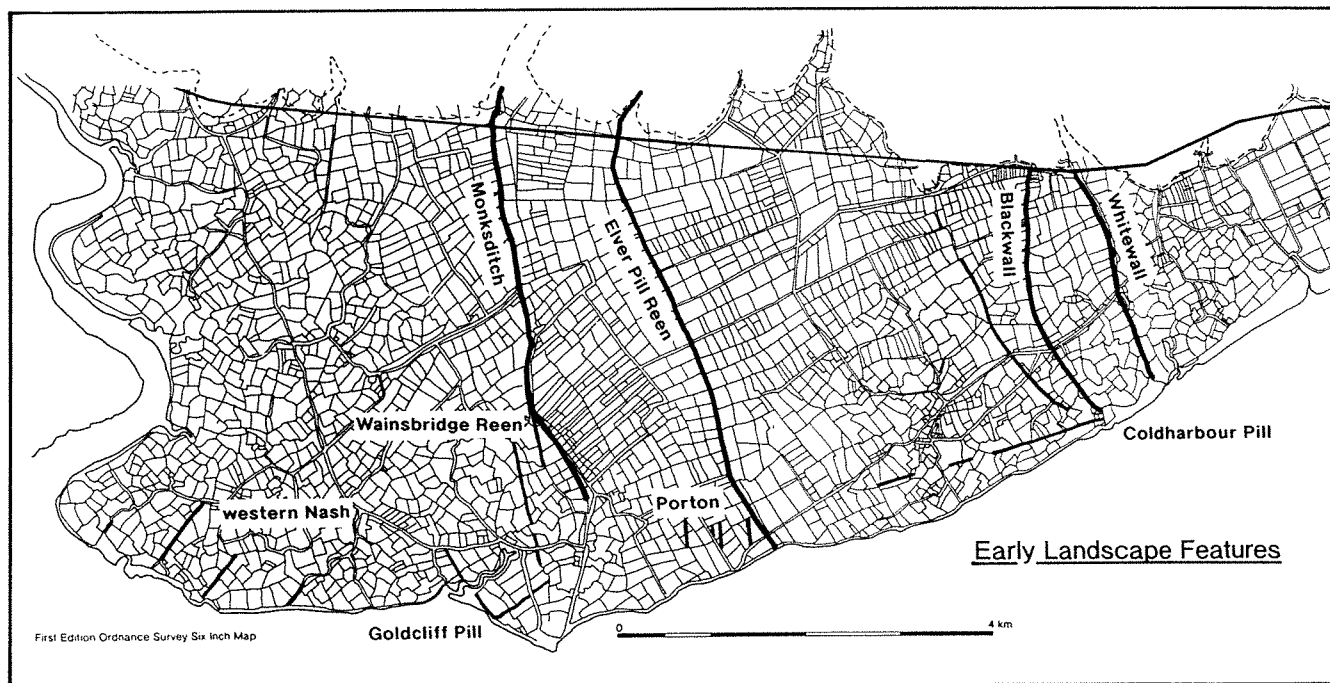 Monksditch
Elver Pill Reen
Blackwall
Whitewall
Wainsbridge Reen
Coldharbour Pill
western Nash
Porton
Early Landscape Features
Goldcliff Pill
First Edition Ordnance Survey Six Inch Map
0
4 km